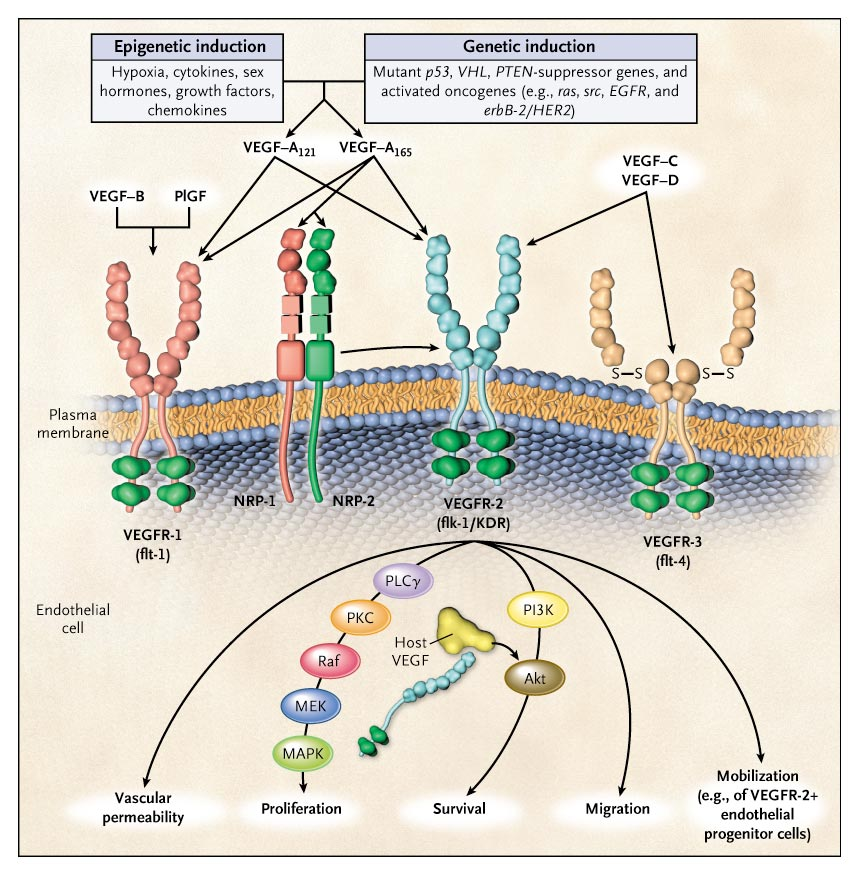 Epigenetic induction
Hypoxia, cytokines, sex
hormones, growth factors,
chemokines
Genetic induction
Mutant p53, VHL, PTEN-suppressor genes, and
activated oncogenes (e.g., ras, src, EGFR, and
erbB-2/HER2)
VEGF–A121
VEGF–A165
VEGF–C
VEGF–D
VEGF–B
PlGF
S–S
S–S
Plasma
membrane
NRP-1
NRP-2
VEGFR-2
(flk-1/KDR)
VEGFR-1
(flt-1)
VEGFR-3
(flt-4)
Endothelial
cell
PLCγ
PKC
Raf
MEK
MAPK
Host
VEGF
PI3K
Akt
Vascular
permeability
Proliferation
Survival
Migration
Mobilization
(e.g., of VEGFR-2+
endothelial
progenitor cells)